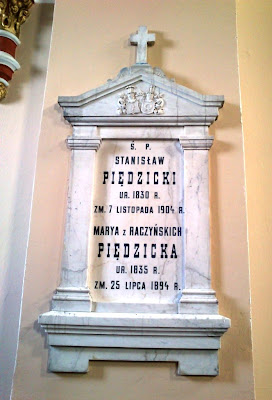 Ś. P.
STANISŁAW
PIĘDZICKI
UR. 1830 R.
ZM. 7 LISTOPADA 1904 R.
MARYA z RACZYŃSKICH
PIĘDZICKA
UR. 1835 R.
ZM. 25 LIPCA 1894 R.